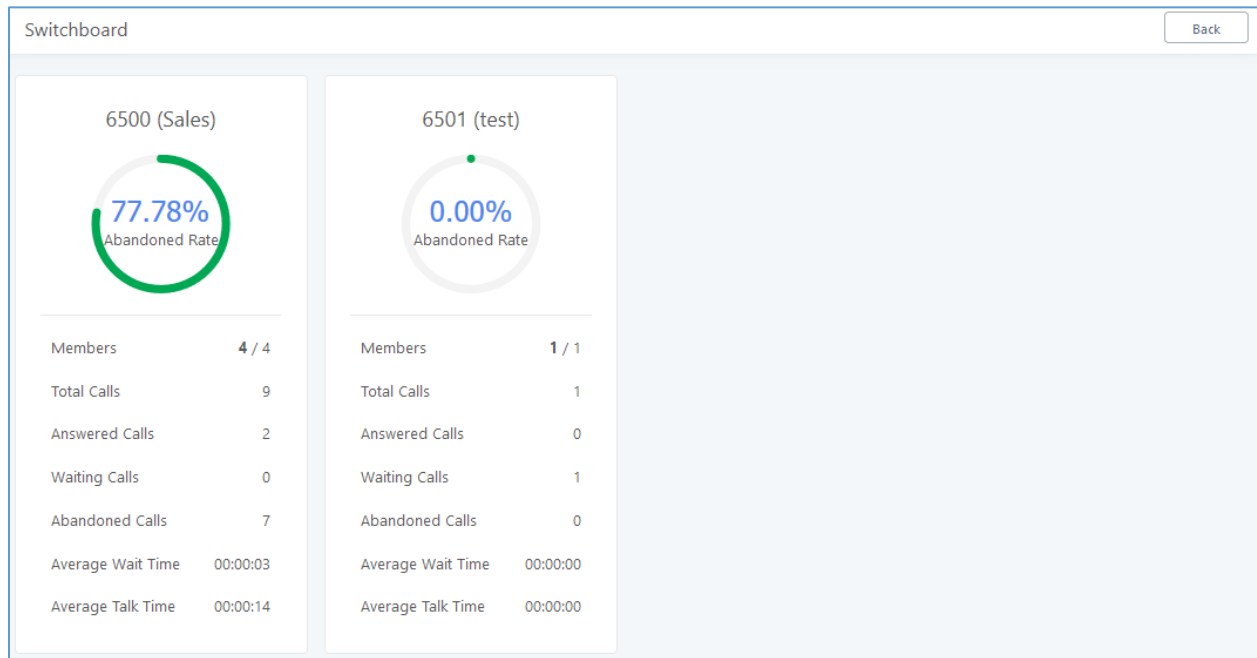 Switchboard
Back
6500 (Sales)
77.78%
Abandoned Rate
Members 4 / 4
Total Calls 9
Answered Calls 2
Waiting Calls 0
Abandoned Calls 7
Average Wait Time 00:00:03
Average Talk Time 00:00:14
6501 (test)
0.00%
Abandoned Rate
Members 1 / 1
Total Calls 1
Answered Calls 0
Waiting Calls 1
Abandoned Calls 0
Average Wait Time 00:00:00
Average Talk Time 00:00:00